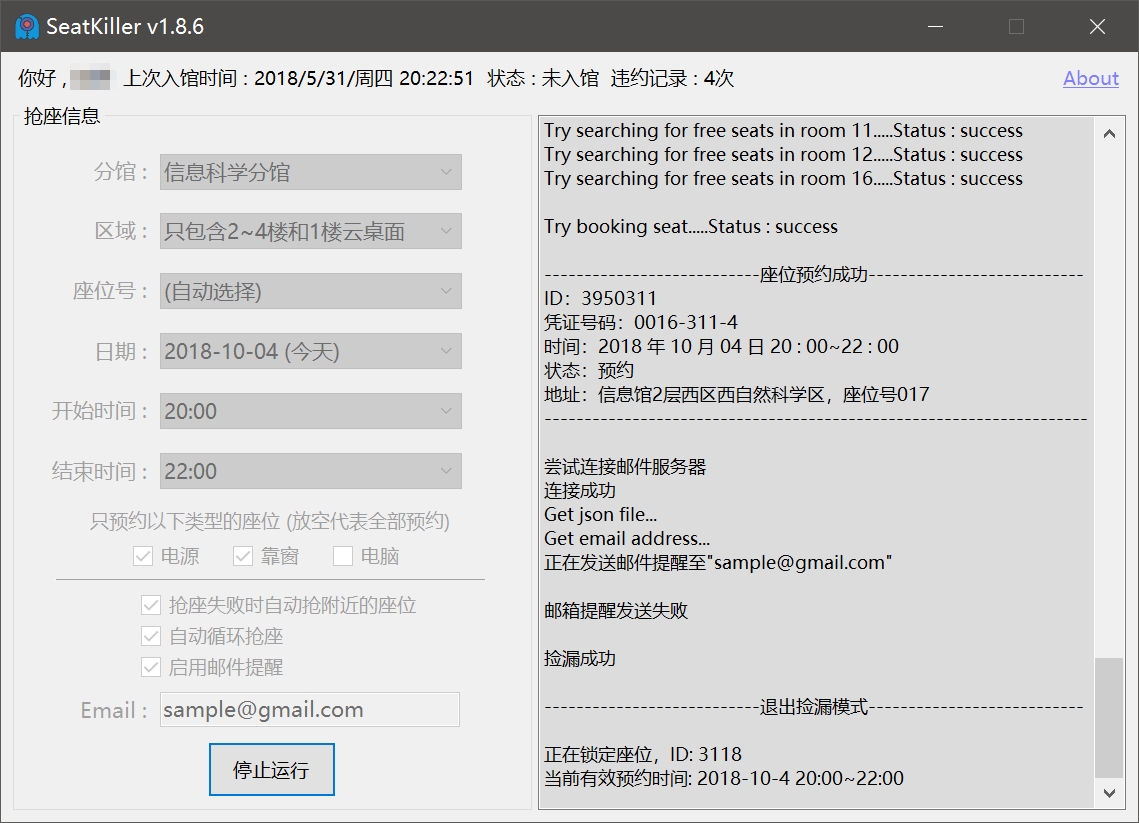 SeatKiller v1.8.6
你好 , 上次入馆时间 : 2018/5/31/周四 20:22:51 状态 : 未入馆 违约记录 : 4次
About
抢座信息
分馆 : 信息科学分馆
区域 : 只包含2~4楼和1楼云桌面
座位号 : (自动选择)
日期 : 2018-10-04 (今天)
开始时间 : 20:00
结束时间 : 22:00
只预约以下类型的座位 (放空代表全部预约)
电源 靠窗 电脑
抢座失败时自动抢附近的座位
自动循环抢座
启用邮件提醒
Email : sample@gmail.com
停止运行
Try searching for free seats in room 11.....Status : success
Try searching for free seats in room 12.....Status : success
Try searching for free seats in room 16.....Status : success
Try booking seat.....Status : success
---------------------------座位预约成功---------------------------
ID：3950311
凭证号码：0016-311-4
时间：2018 年 10 月 04 日 20 : 00~22 : 00
状态：预约
地址：信息馆2层西区西自然科学区，座位号017
--------------------------------------------------------------------
尝试连接邮件服务器
连接成功
Get json file...
Get email address...
正在发送邮件提醒至"sample@gmail.com"
邮箱提醒发送失败
捡漏成功
---------------------------退出捡漏模式---------------------------
正在锁定座位，ID: 3118
当前有效预约时间: 2018-10-4 20:00~22:00